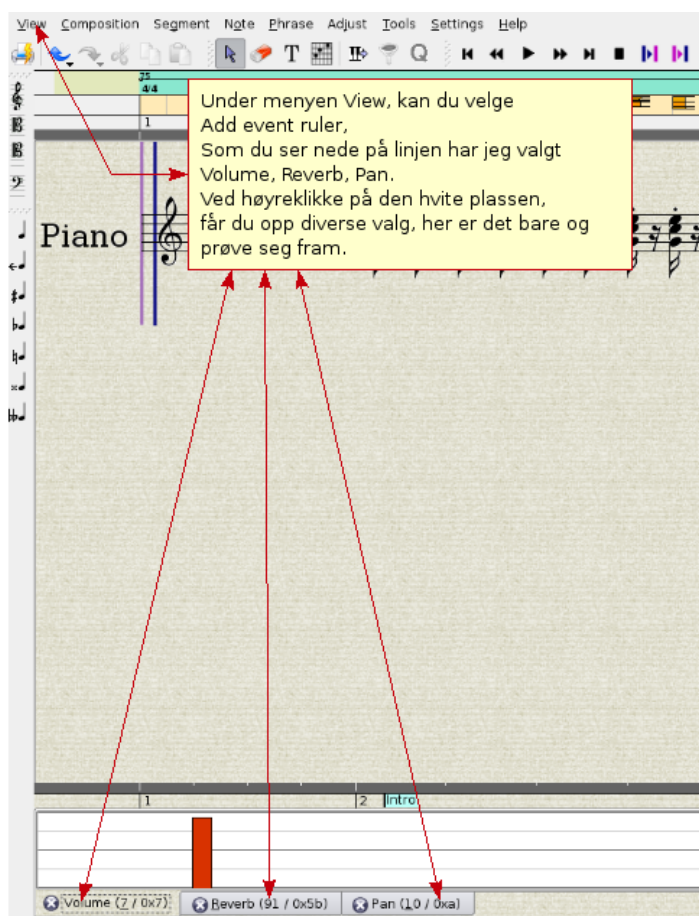 View Composition Segment Note Phrase Adjust Tools Settings Help
75
4/4
1
Under menyen View, kan du velge
Add event ruler,
Som du ser nede på linjen har jeg valgt
Volume, Reverb, Pan.
Ved høyreklikke på den hvite plassen,
får du opp diverse valg, her er det bare og
prøve seg fram.
Piano
1 2 Intro
Volume (7 / 0x7) Reverb (91 / 0x5b) Pan (10 / 0xa)